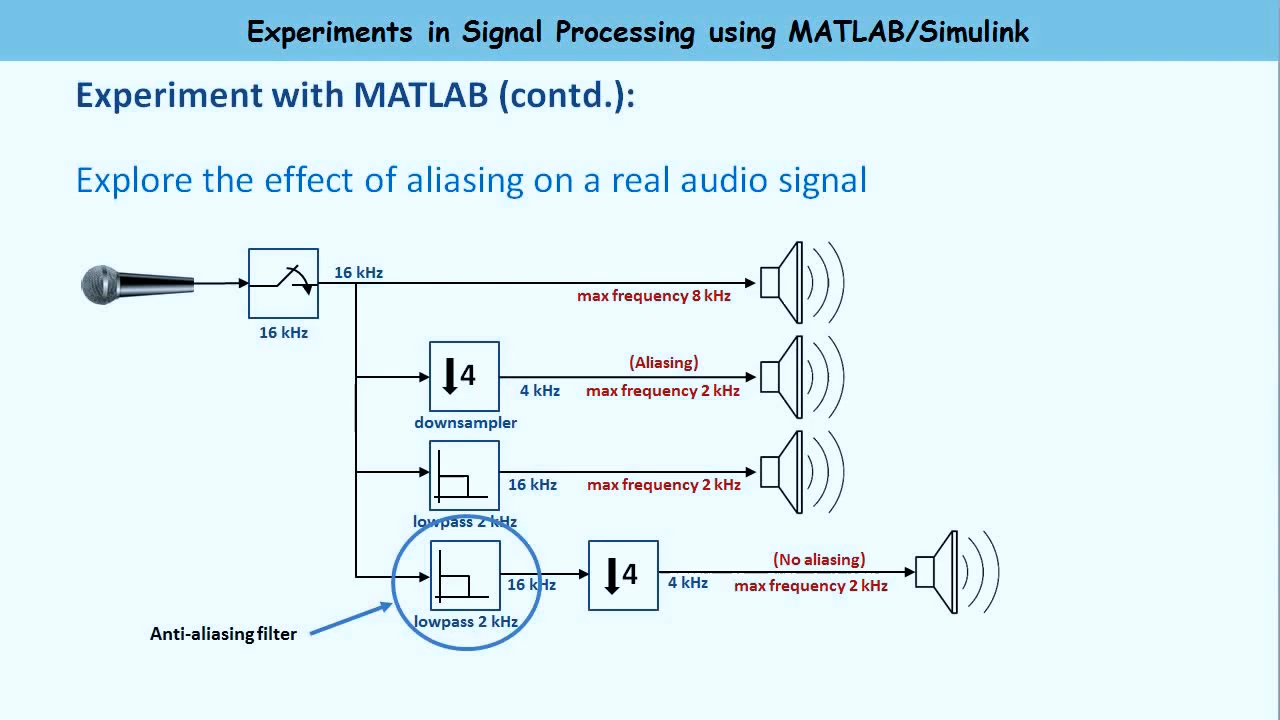 Experiments in Signal Processing using MATLAB/Simulink
Experiment with MATLAB (contd.):
Explore the effect of aliasing on a real audio signal
16 kHz
max frequency 8 kHz
16 kHz
(Aliasing)
4
4 kHz
max frequency 2 kHz
downsampler
16 kHz
max frequency 2 kHz
lowpass 2 kHz
(No aliasing)
4
16 kHz
4 kHz
max frequency 2 kHz
lowpass 2 kHz
Anti-aliasing filter